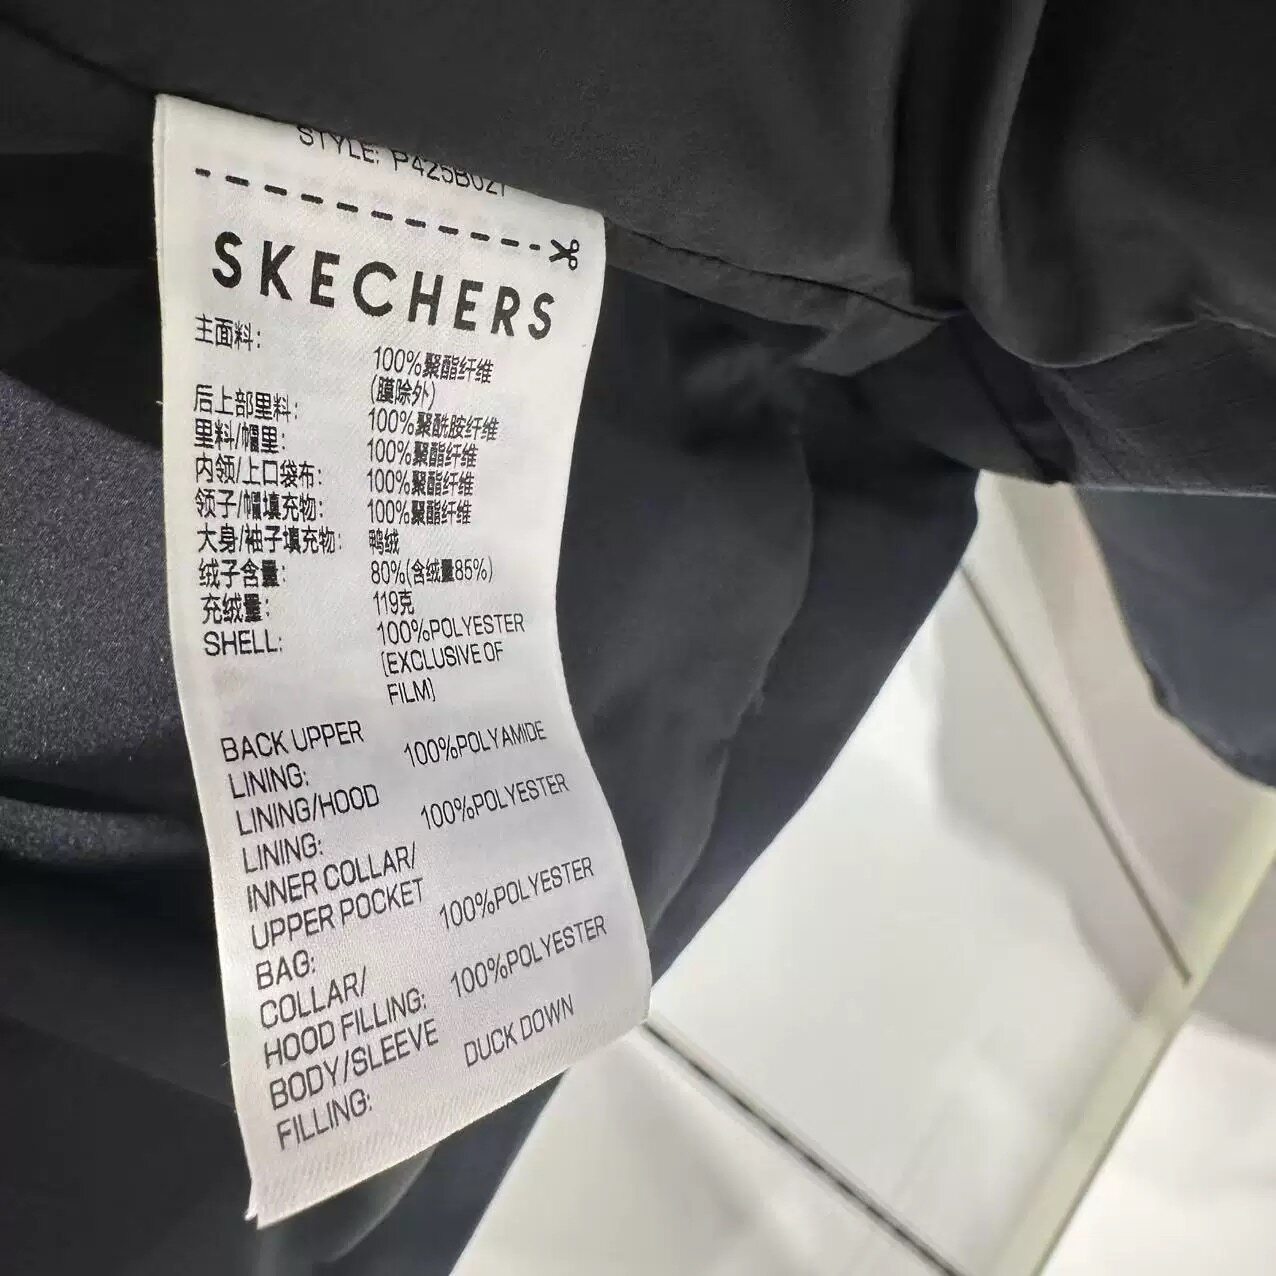 STYLE: P425B027
SKECHERS
主面料: 100%聚酯纤维
(膜除外)
后上部里料: 100%聚酰胺纤维
里料/帽里: 100%聚酯纤维
内领/上口袋布: 100%聚酯纤维
领子/帽填充物: 100%聚酯纤维
大身/袖子填充物: 鸭绒
绒子含量: 80%(含绒量85%)
充绒量: 119克
SHELL: 100%POLYESTER
(EXCLUSIVE OF
FILM)
BACK UPPER
LINING: 100%POLYAMIDE
LINING/HOOD
LINING: 100%POLYESTER
INNER COLLAR/
UPPER POCKET
BAG: 100%POLYESTER
COLLAR/
HOOD FILLING: 100%POLYESTER
BODY/SLEEVE
FILLING: DUCK DOWN